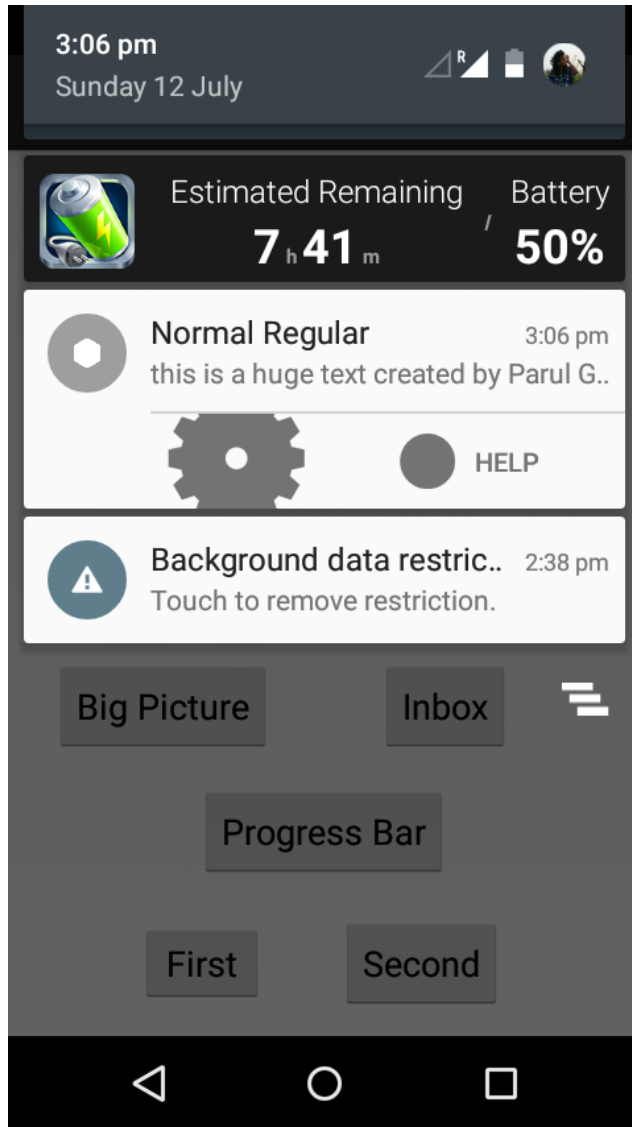 3:06 pm
Sunday 12 July
R
Estimated Remaining Battery
7 h 41 m / 50%
Normal Regular 3:06 pm
this is a huge text created by Parul G..
HELP
Background data restric.. 2:38 pm
Touch to remove restriction.
Big Picture Inbox
Progress Bar
First Second